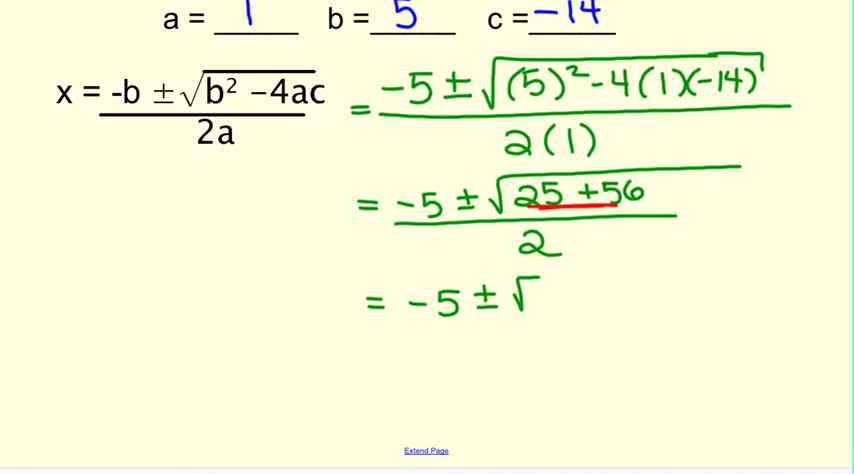 a = 1 b = 5 c = -14
x = -b ± √b² -4ac / 2a
= -5 ± √(5)² - 4(1)(-14) / 2(1)
= -5 ± √25 + 56 / 2
= -5 ± √
Extend Page